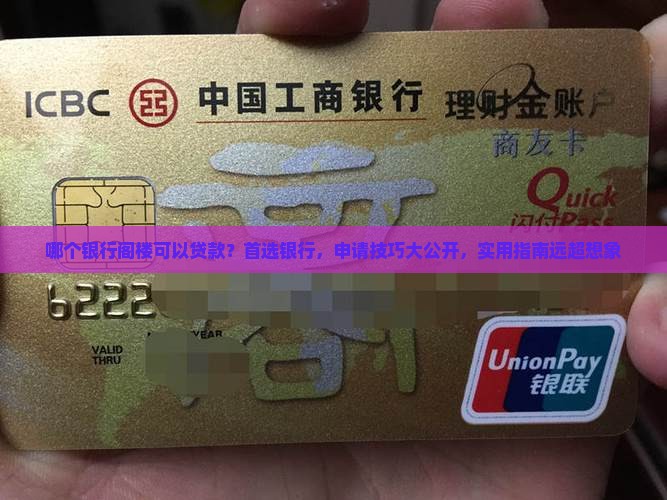 ICBC 中国工商银行 理财金账户
商友卡
Quick
闪付Pass
哪个银行阁楼可以贷款？首选银行，申请技巧大公开，实用指南远超想象
6222
YEAR
VALID
THRU
UnionPay
银联